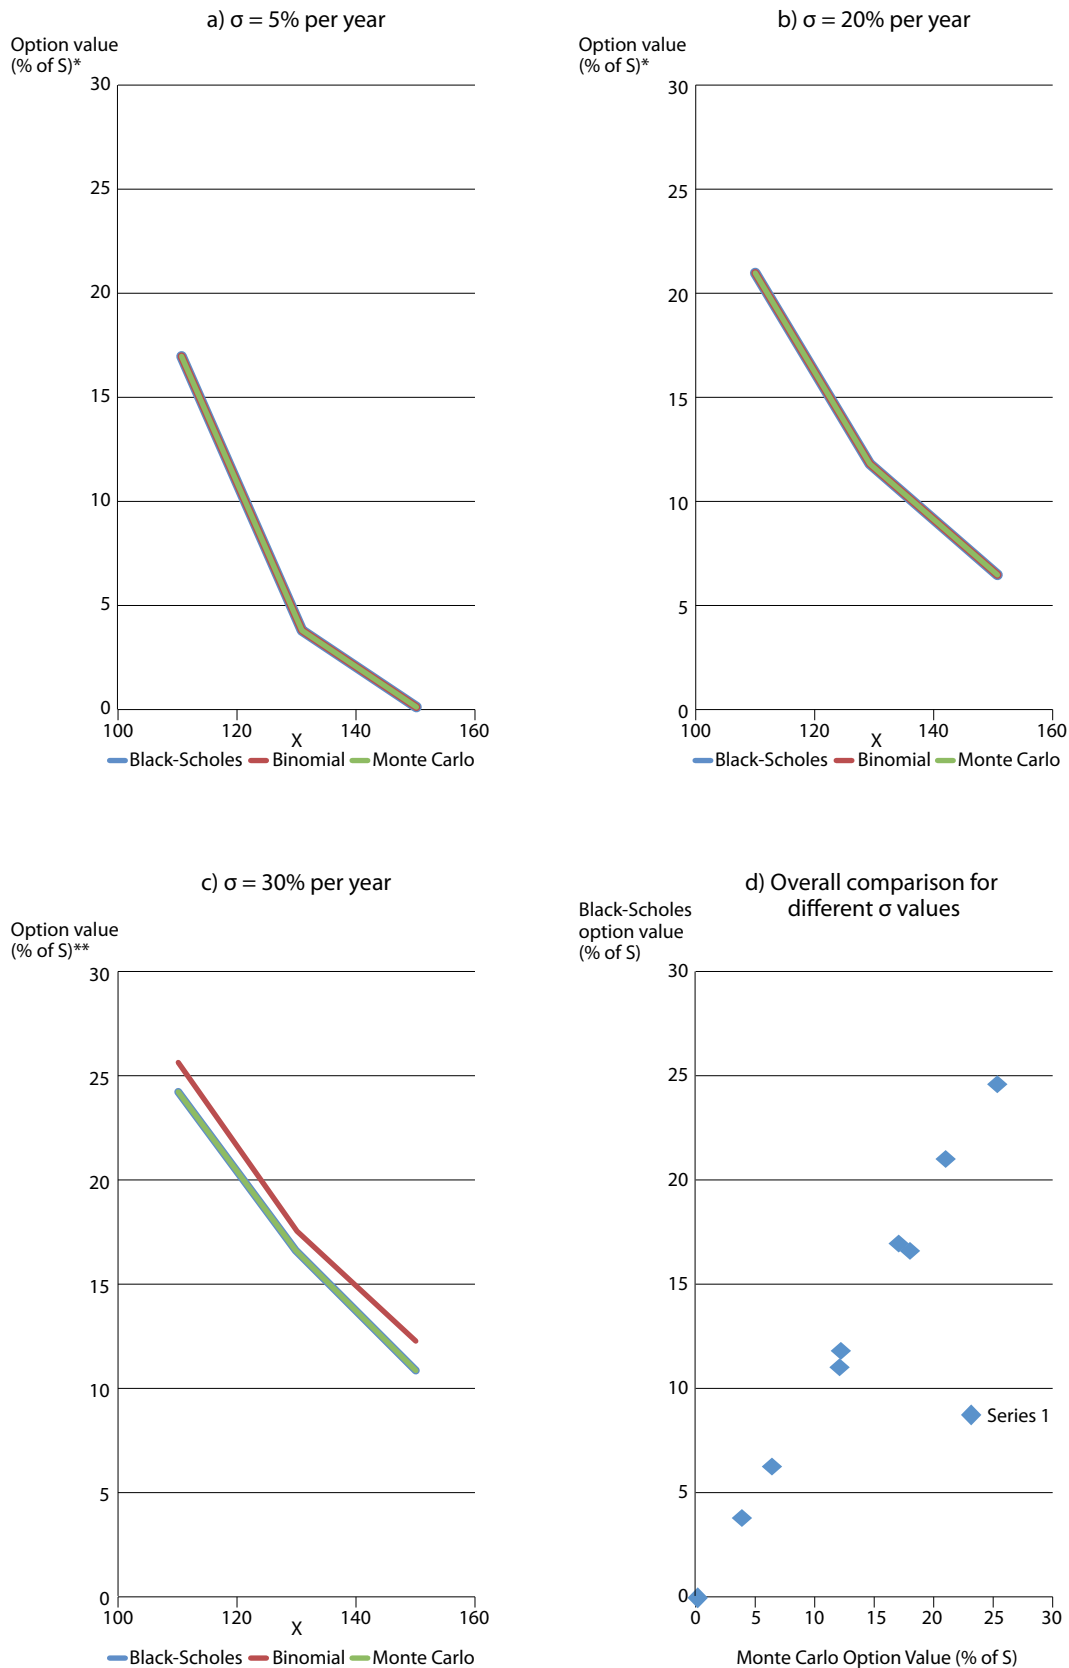 a) σ = 5% per year
Option value
(% of S)*
30
25
20
15
10
5
0
100 120 140 160
X
Black-Scholes Binomial Monte Carlo
b) σ = 20% per year
Option value
(% of S)*
30
25
20
15
10
5
0
100 120 140 160
X
Black-Scholes Binomial Monte Carlo
c) σ = 30% per year
Option value
(% of S)**
30
25
20
15
10
5
0
100 120 140 160
X
Black-Scholes Binomial Monte Carlo
d) Overall comparison for
different σ values
Black-Scholes
option value
(% of S)
30
25
20
15
10
Series 1
5
0
0 5 10 15 20 25 30
Monte Carlo Option Value (% of S)